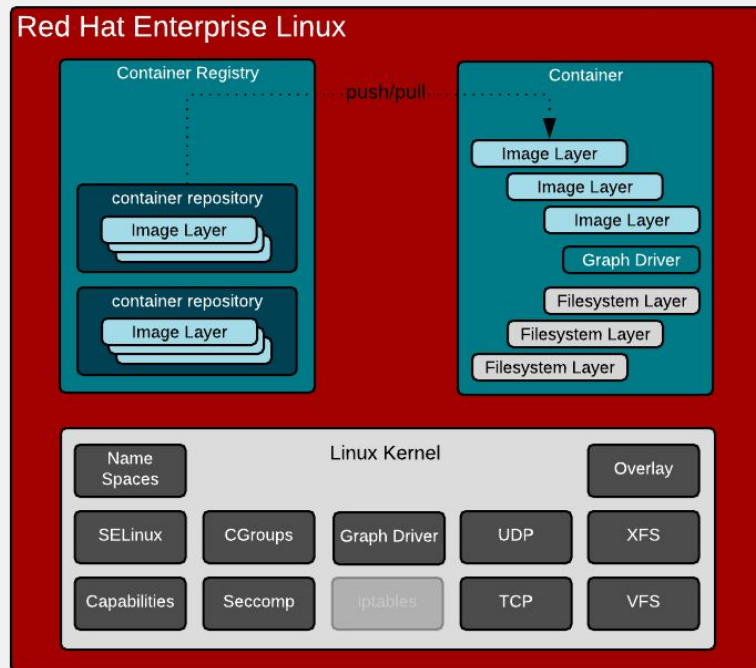 Red Hat Enterprise Linux
Container Registry
push/pull
Container
container repository
Image Layer
container repository
Image Layer
Image Layer
Image Layer
Image Layer
Graph Driver
Filesystem Layer
Filesystem Layer
Filesystem Layer
Linux Kernel
Name
Spaces
Overlay
SELinux
CGroups
Graph Driver
UDP
XFS
Capabilities
Seccomp
iptables
TCP
VFS